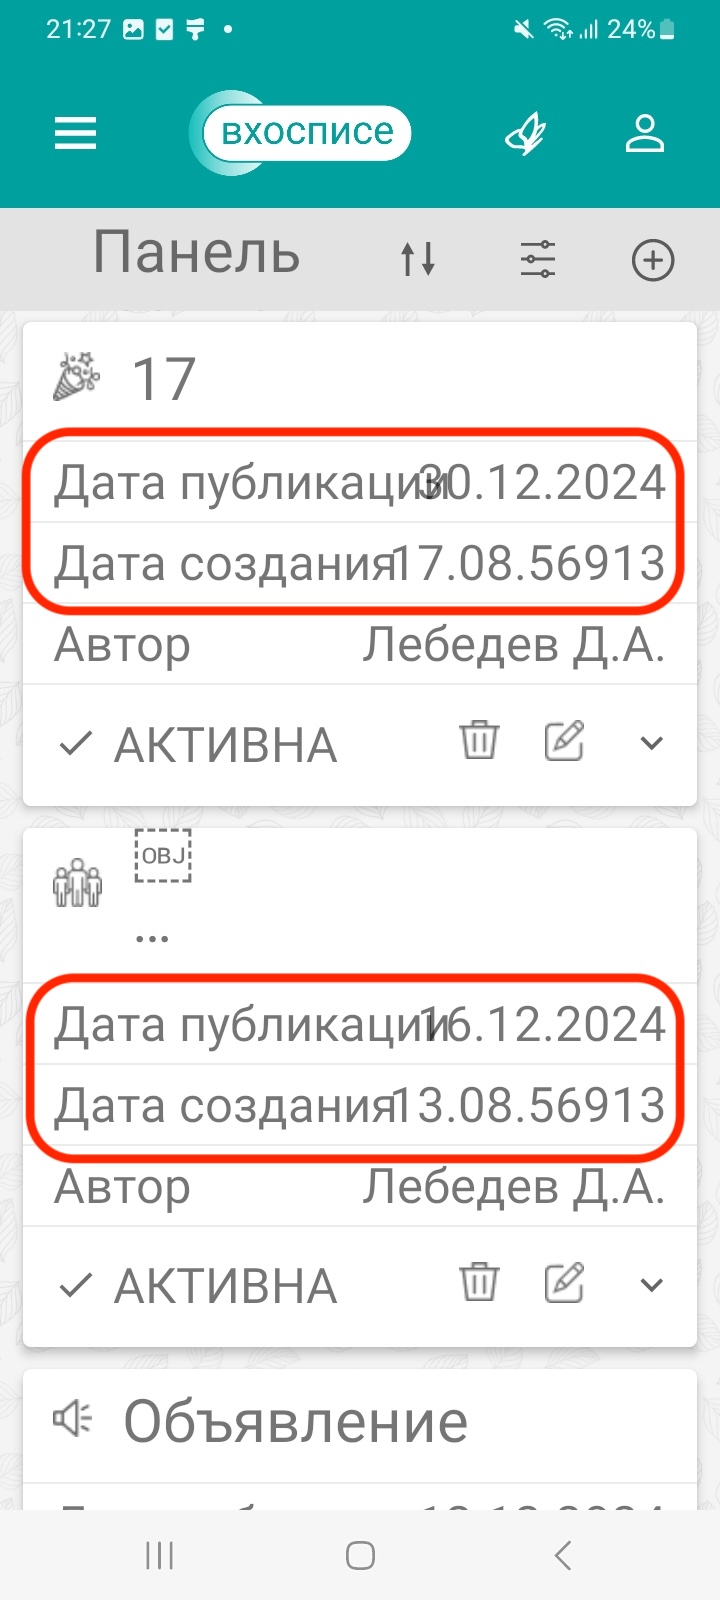 21:27 24%
вхосписе
Панель
17
Дата публикации 30.12.2024
Дата создания 17.08.56913
Автор Лебедев Д.А.
АКТИВНА
OBJ
...
Дата публикации 16.12.2024
Дата создания 13.08.56913
Автор Лебедев Д.А.
АКТИВНА
Объявление